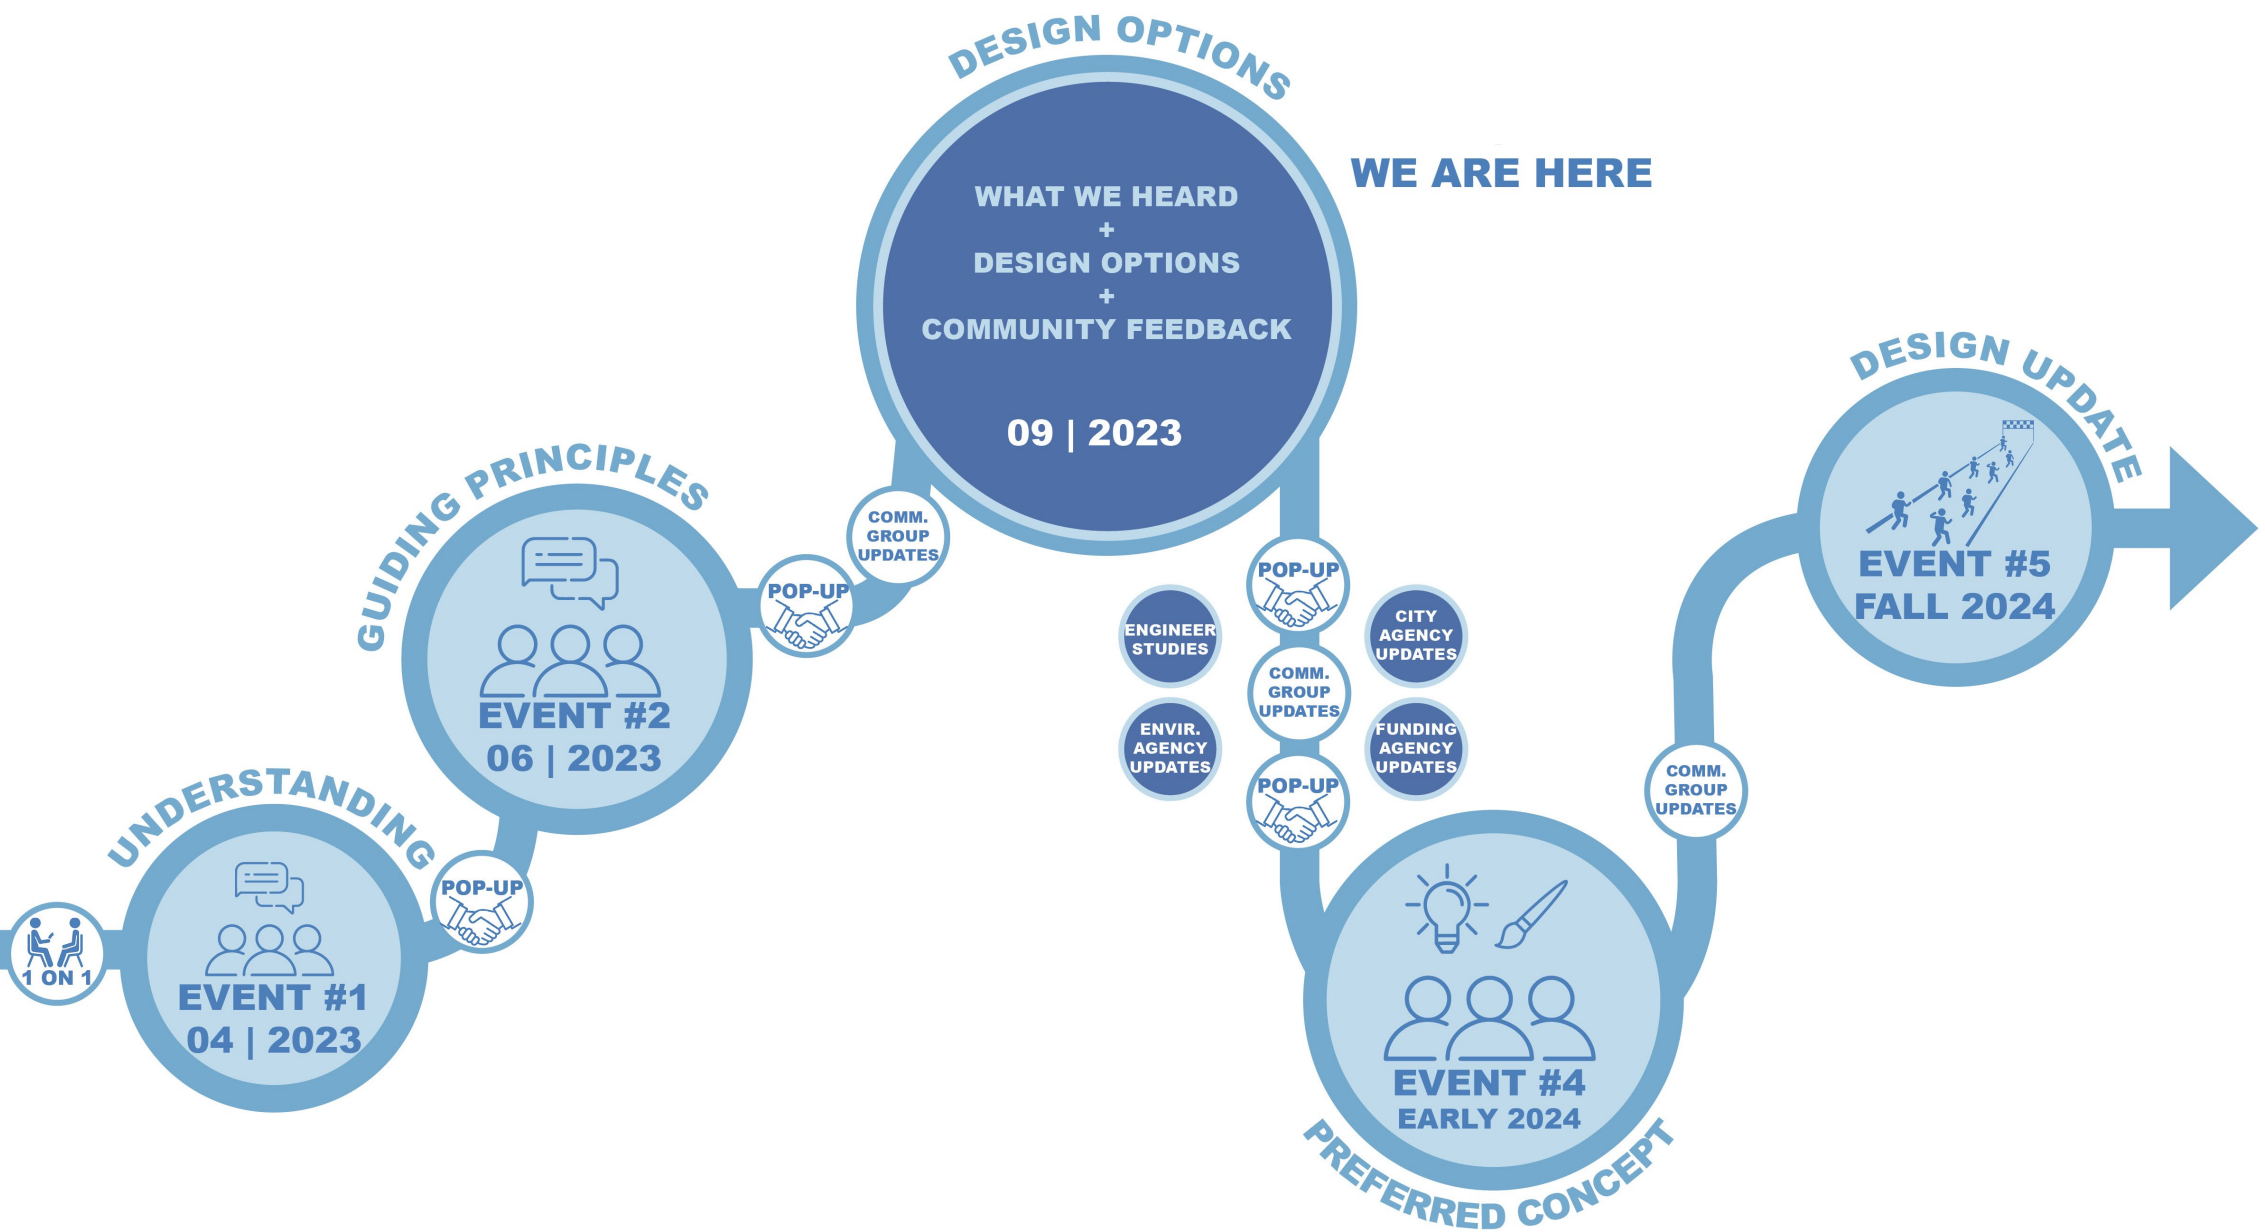 1 ON 1
UNDERSTANDING
EVENT #1
04 | 2023
POP-UP
GUIDING PRINCIPLES
EVENT #2
06 | 2023
POP-UP
COMM.
GROUP
UPDATES
DESIGN OPTIONS
WHAT WE HEARD
+
DESIGN OPTIONS
+
COMMUNITY FEEDBACK
09 | 2023
WE ARE HERE
POP-UP
ENGINEER
STUDIES
CITY
AGENCY
UPDATES
COMM.
GROUP
UPDATES
ENVIR.
AGENCY
UPDATES
FUNDING
AGENCY
UPDATES
POP-UP
EVENT #4
EARLY 2024
PREFERRED CONCEPT
COMM.
GROUP
UPDATES
DESIGN UPDATE
EVENT #5
FALL 2024